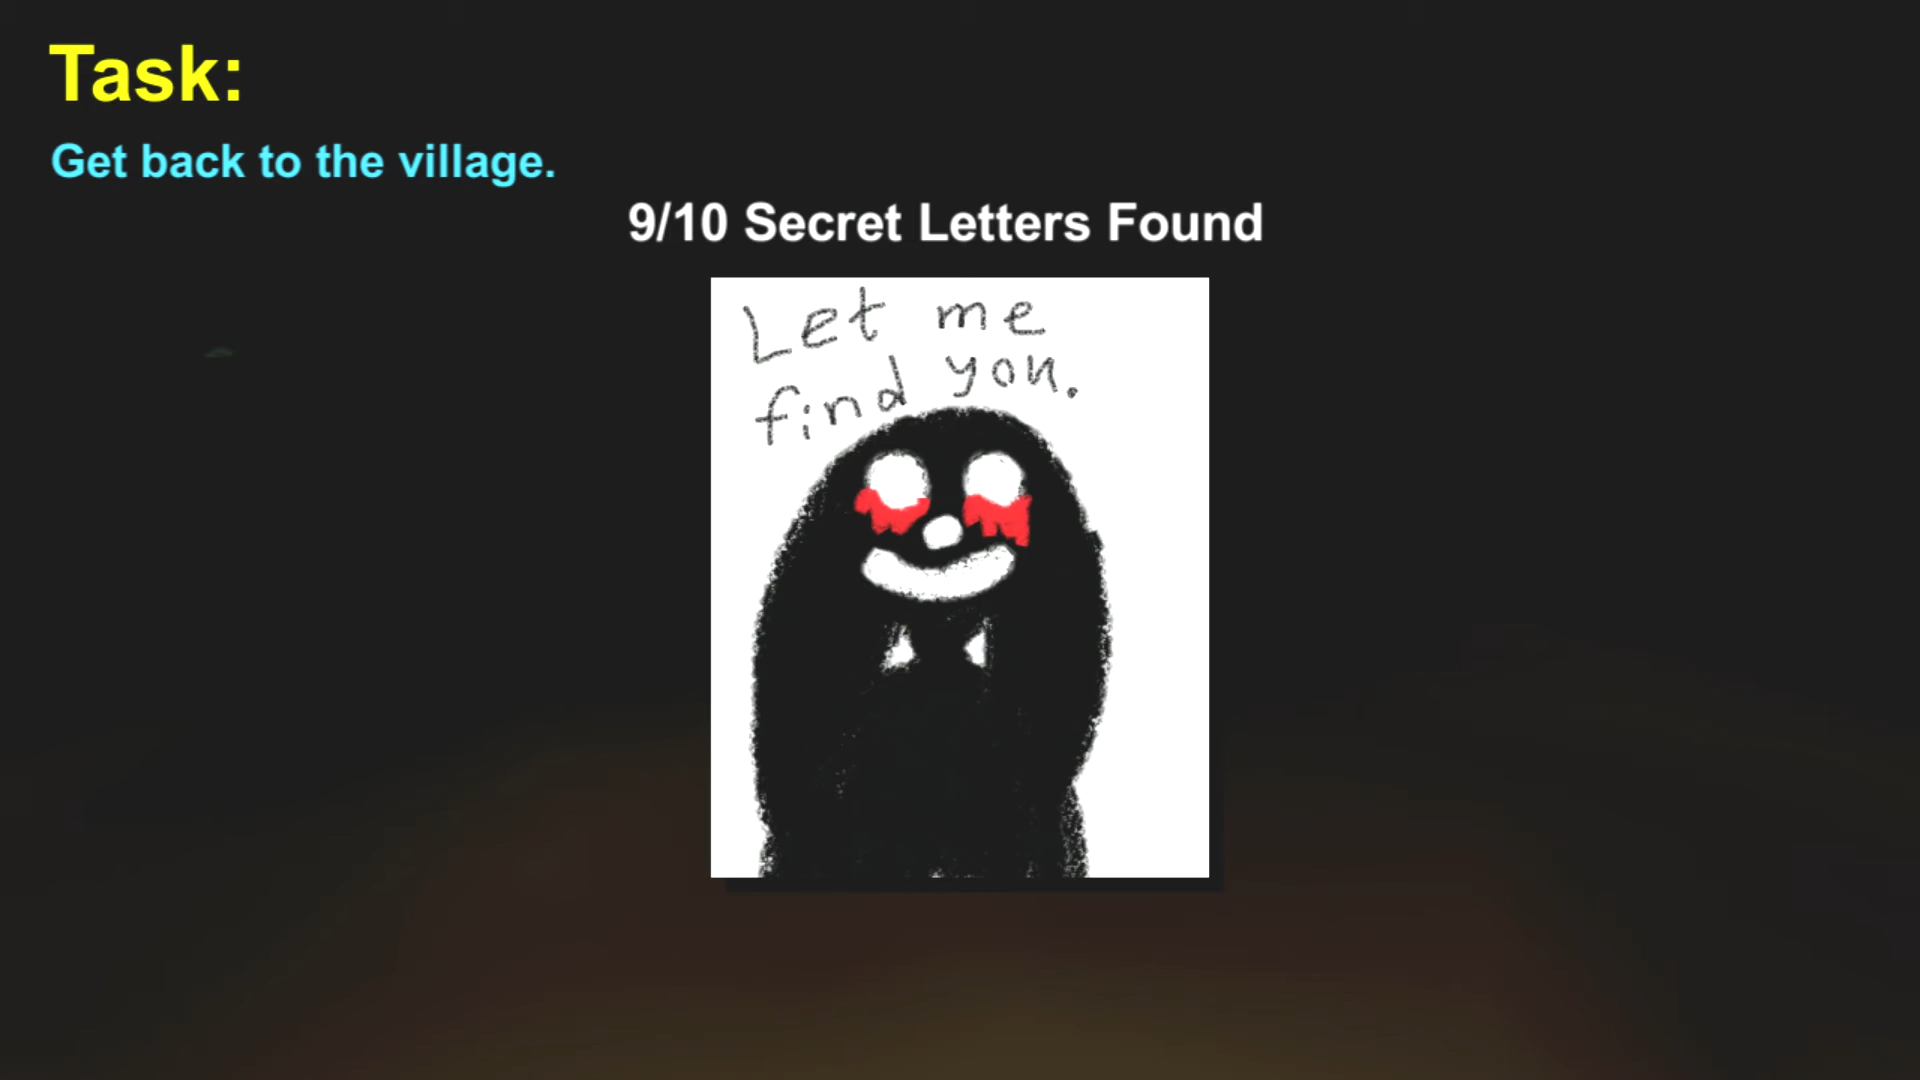 Task:
Get back to the village.
9/10 Secret Letters Found
Let me
find you.